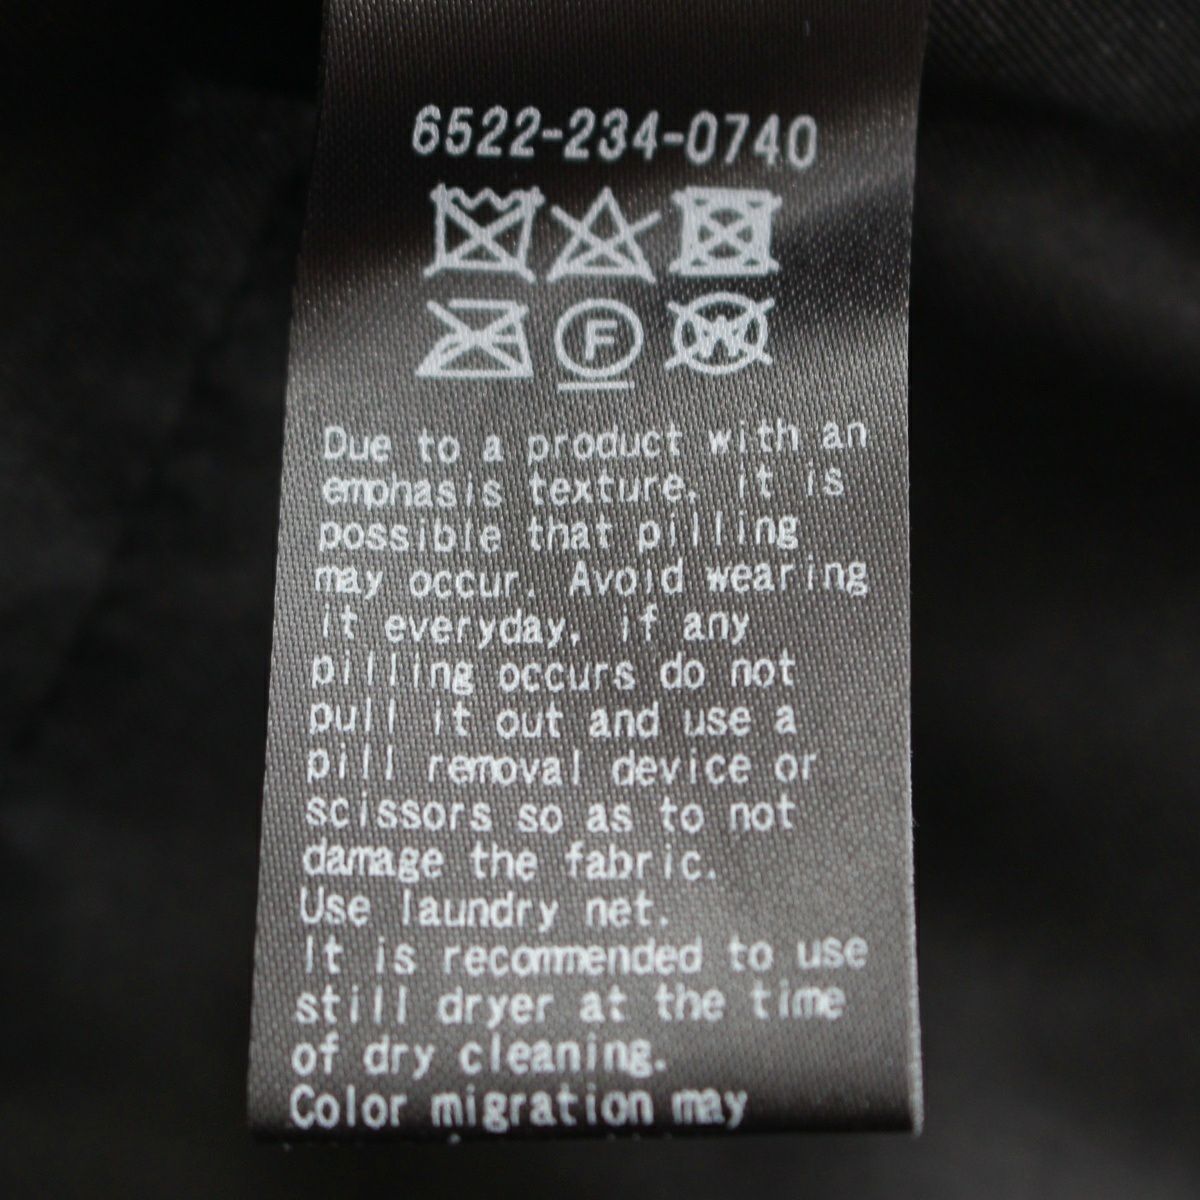 6522-234-0740
F W
Due to a product with an
emphasis texture, it is
possible that pilling
may occur. Avoid wearing
it everyday, if any
pilling occurs do not
pull it out and use a
pill removal device or
scissors so as to not
damage the fabric.
Use laundry net.
It is recommended to use
still dryer at the time
of dry cleaning.
Color migration may